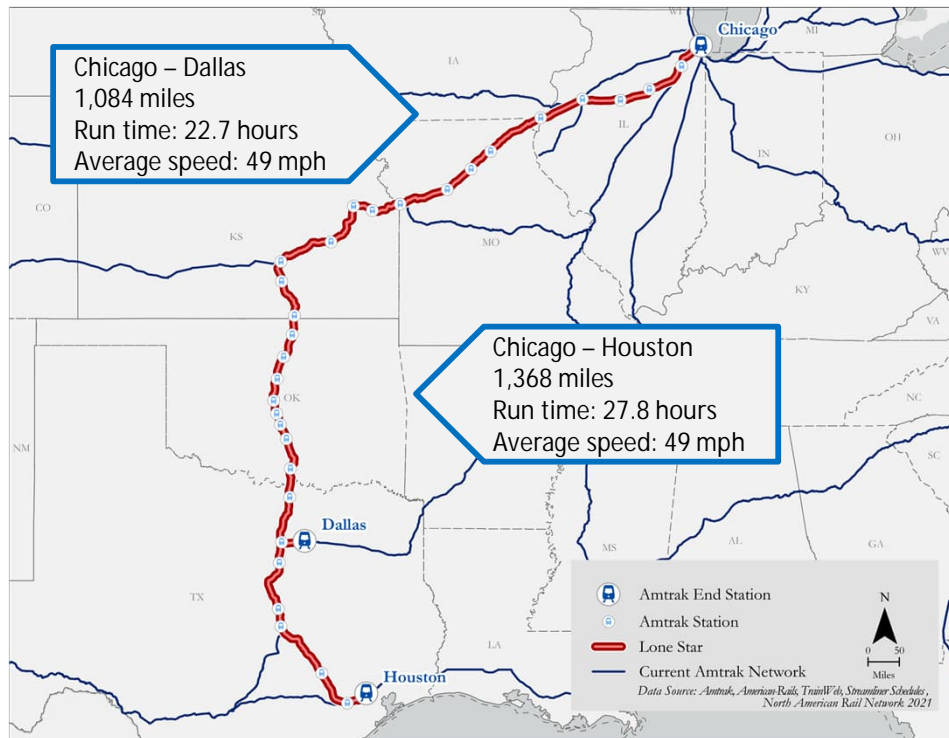 SD
WI
Chicago
MI
Chicago – Dallas
1,084 miles
Run time: 22.7 hours
Average speed: 49 mph
IA
IL
IN
OH
CO
KS
MO
WV
KY
VA
Chicago – Houston
1,368 miles
Run time: 27.8 hours
Average speed: 49 mph
OK
NC
NM
SC
Dallas
MS
AL
GA
TX
LA
Houston
Amtrak End Station
Amtrak Station
Lone Star
Current Amtrak Network
N
0 50
Miles
Data Source: Amtrak, American-Rails, TrainWeb, Streamliner Schedules,
North American Rail Network 2021